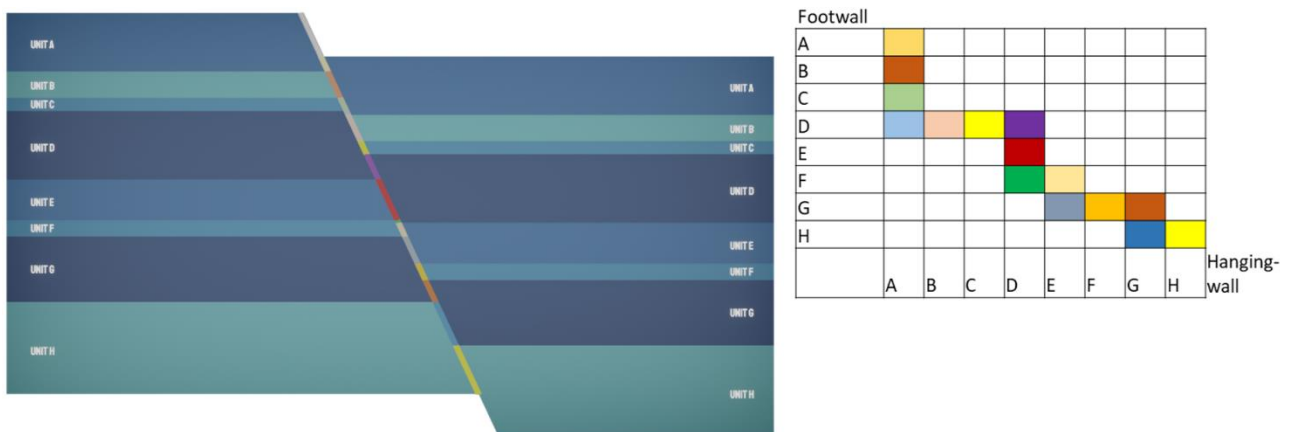 UNIT A
UNIT B
UNIT C
UNIT D
UNIT E
UNIT F
UNIT G
UNIT H
UNIT A
UNIT B
UNIT C
UNIT D
UNIT E
UNIT F
UNIT G
UNIT H
Footwall
A
B
C
D
E
F
G
H
A B C D E F G H
Hanging-
wall